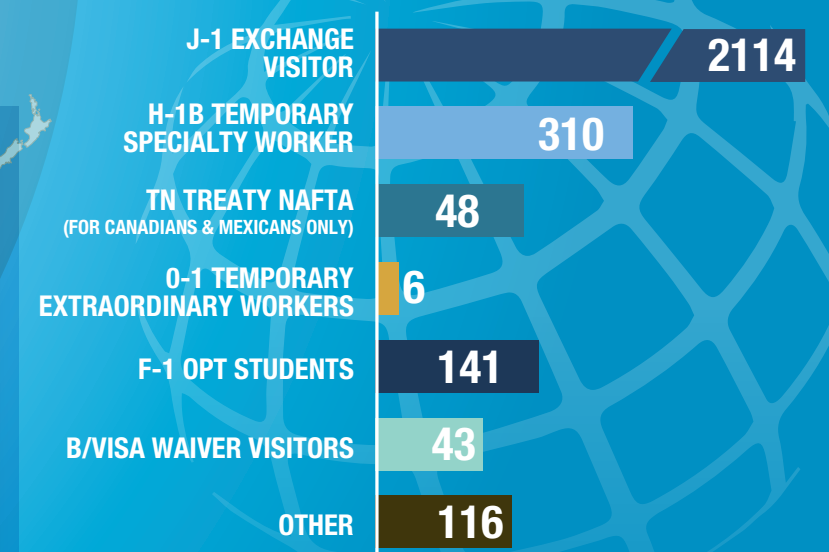 J-1 EXCHANGE
VISITOR
2114
H-1B TEMPORARY
SPECIALTY WORKER
310
TN TREATY NAFTA
(FOR CANADIANS & MEXICANS ONLY)
48
0-1 TEMPORARY
EXTRAORDINARY WORKERS
6
F-1 OPT STUDENTS
141
B/VISA WAIVER VISITORS
43
OTHER
116